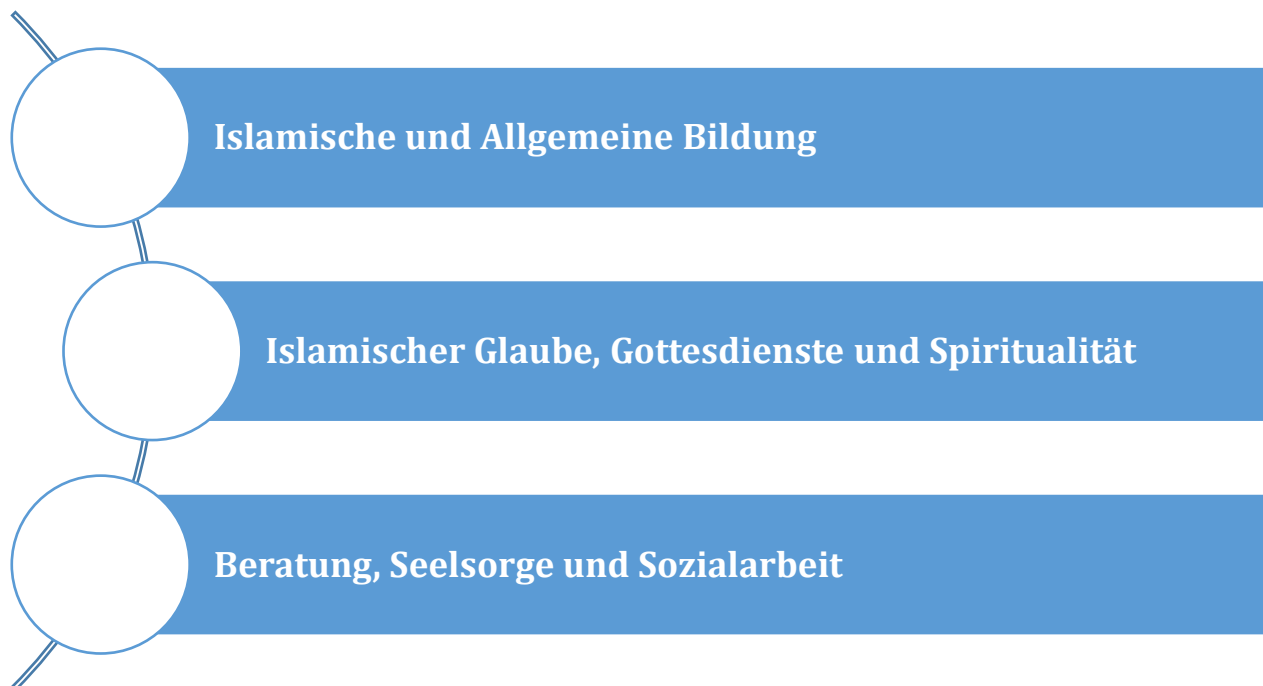 Islamische und Allgemeine Bildung
Islamischer Glaube, Gottesdienste und Spiritualität
Beratung, Seelsorge und Sozialarbeit